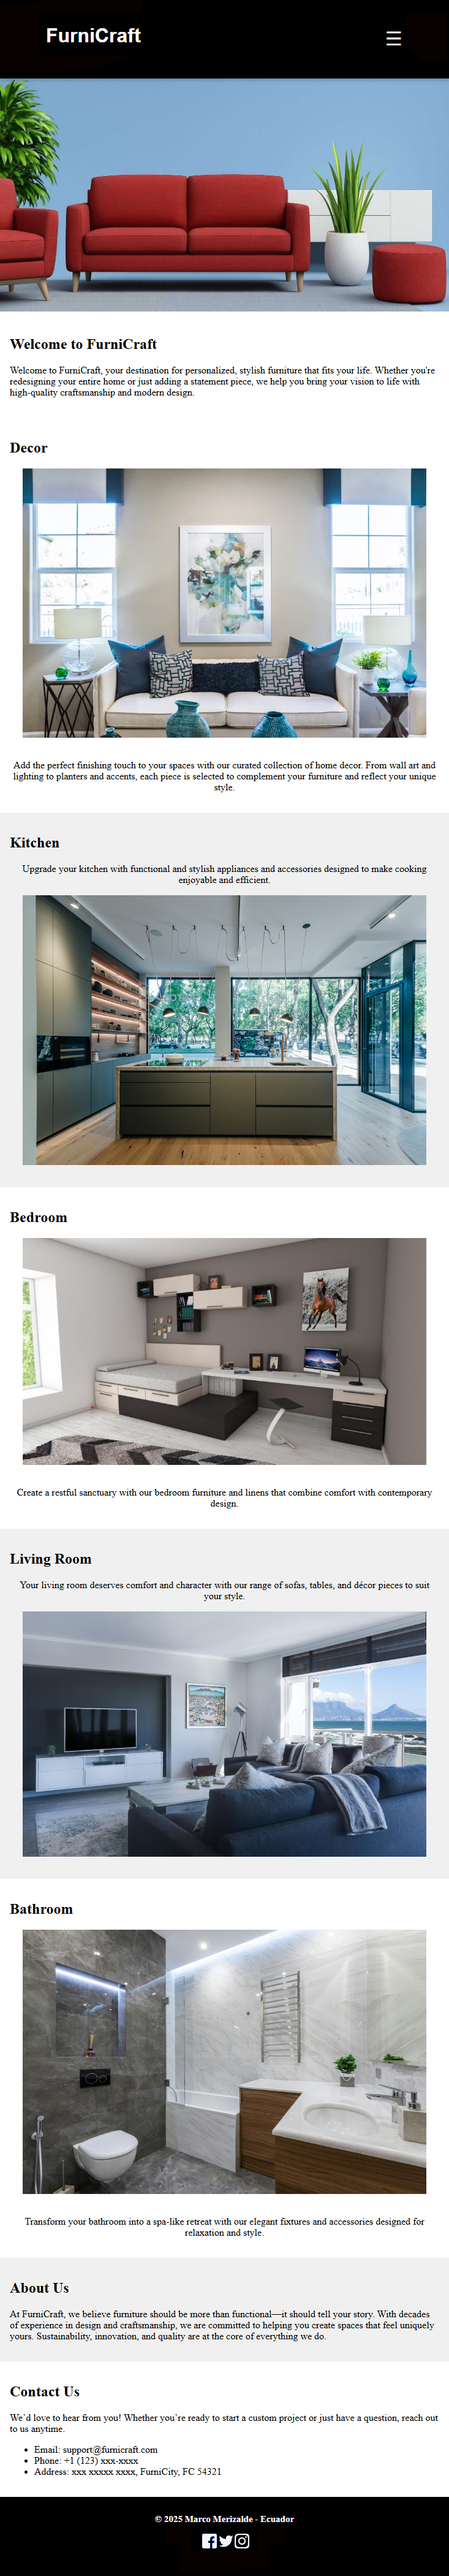 FurniCraft
Welcome to FurniCraft
Welcome to FurniCraft, your destination for personalized, stylish furniture that fits your life. Whether you're
redesigning your entire home or just adding a statement piece, we help you bring your vision to life with
high-quality craftsmanship and modern design.
Decor
Add the perfect finishing touch to your spaces with our curated collection of home decor. From wall art and
lighting to planters and accents, each piece is selected to complement your furniture and reflect your unique
style.
Kitchen
Upgrade your kitchen with functional and stylish appliances and accessories designed to make cooking
enjoyable and efficient.
Bedroom
Create a restful sanctuary with our bedroom furniture and linens that combine comfort with contemporary
design.
Living Room
Your living room deserves comfort and character with our range of sofas, tables, and décor pieces to suit
your style.
Bathroom
Transform your bathroom into a spa-like retreat with our elegant fixtures and accessories designed for
relaxation and style.
About Us
At FurniCraft, we believe furniture should be more than functional—it should tell your story. With decades
of experience in design and craftsmanship, we are committed to helping you create spaces that feel uniquely
yours. Sustainability, innovation, and quality are at the core of everything we do.
Contact Us
We’d love to hear from you! Whether you’re ready to start a custom project or just have a question, reach out
to us anytime.
• Email: support@furnicraft.com
• Phone: +1 (123) xxx-xxxx
• Address: xxx xxxxx xxxx, FurniCity, FC 54321
© 2025 Marco Merizalde - Ecuador